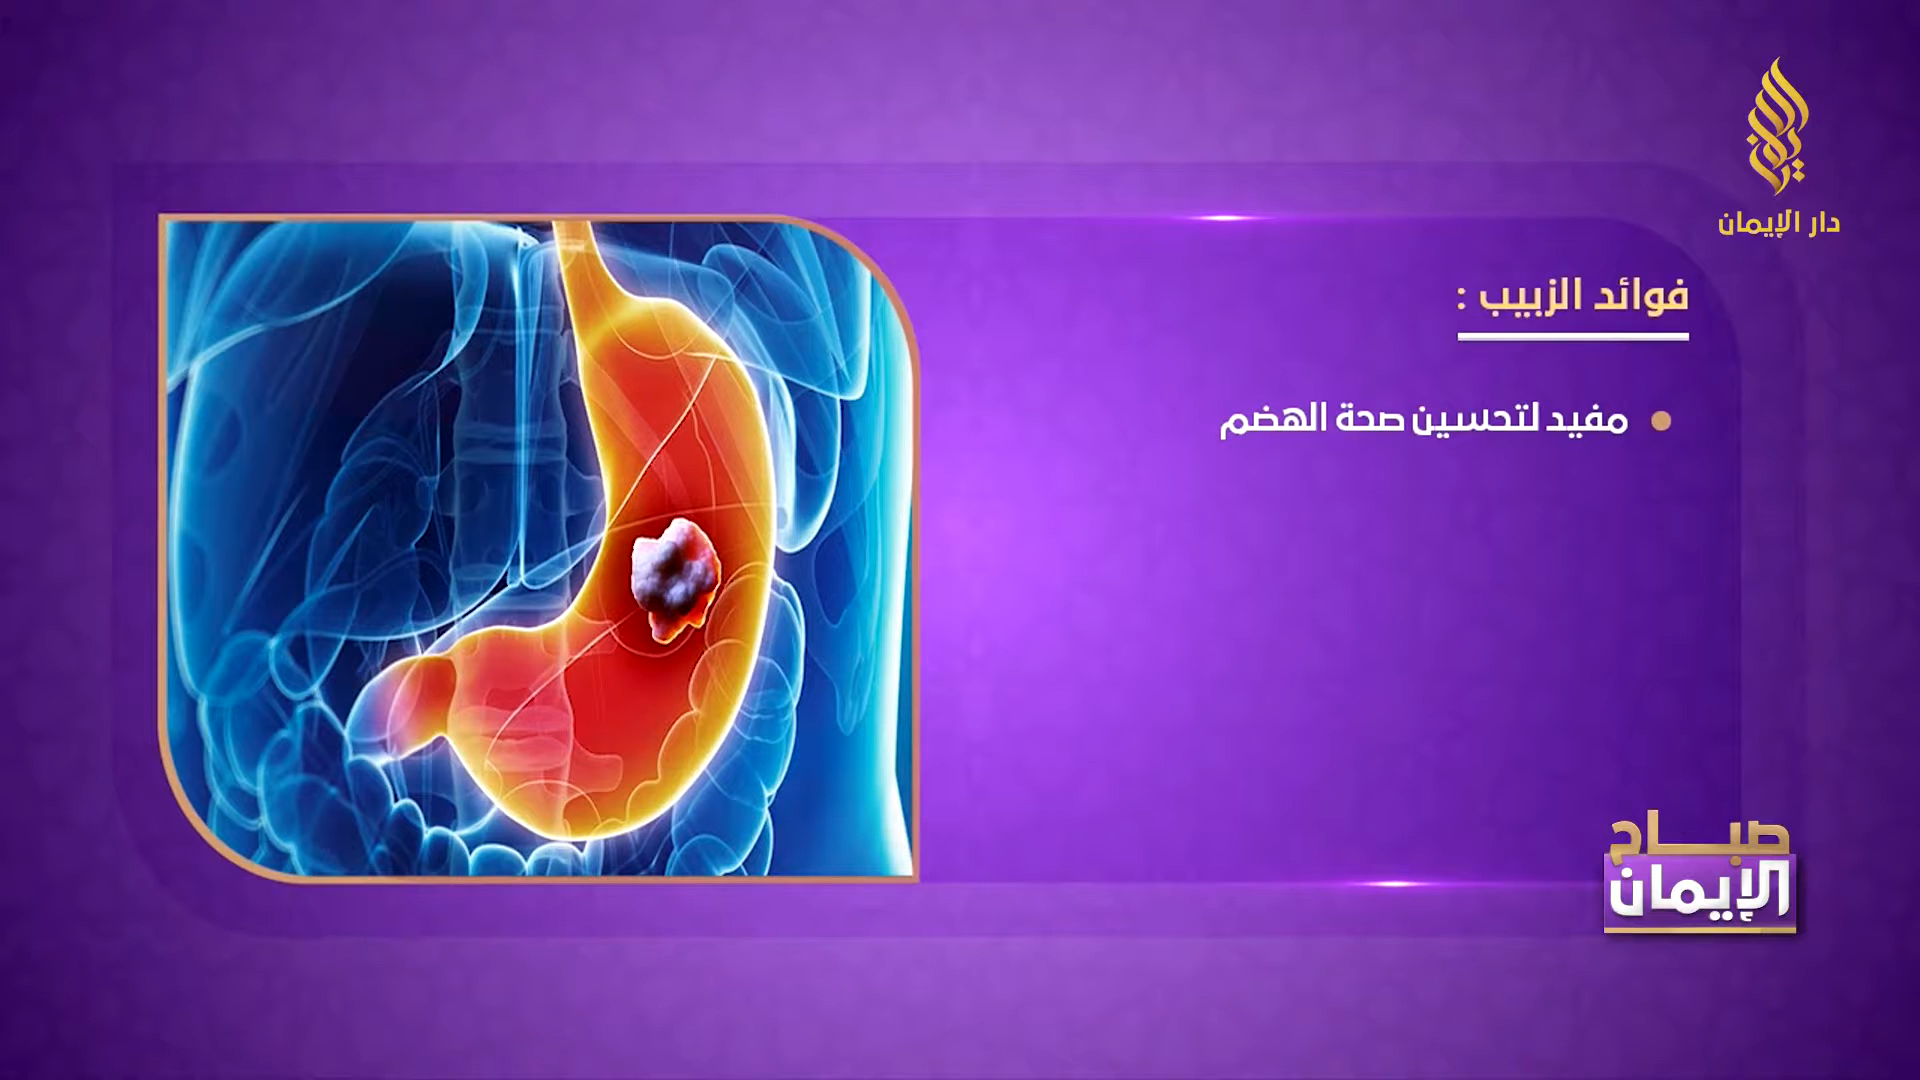 دار الإيمان
فوائد الزبيب :
• مفيد لتحسين صحة الهضم
صباح
الإيمان